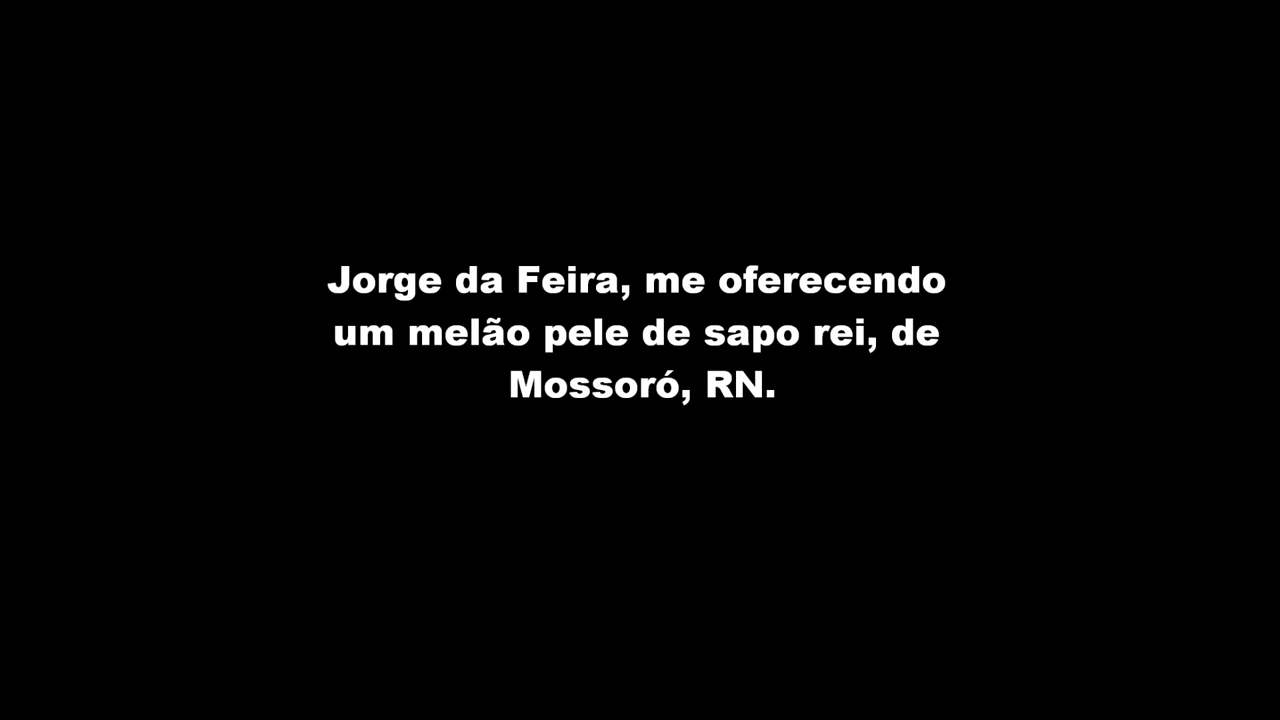 Jorge da Feira, me oferecendo
um melão pele de sapo rei, de
Mossoró, RN.